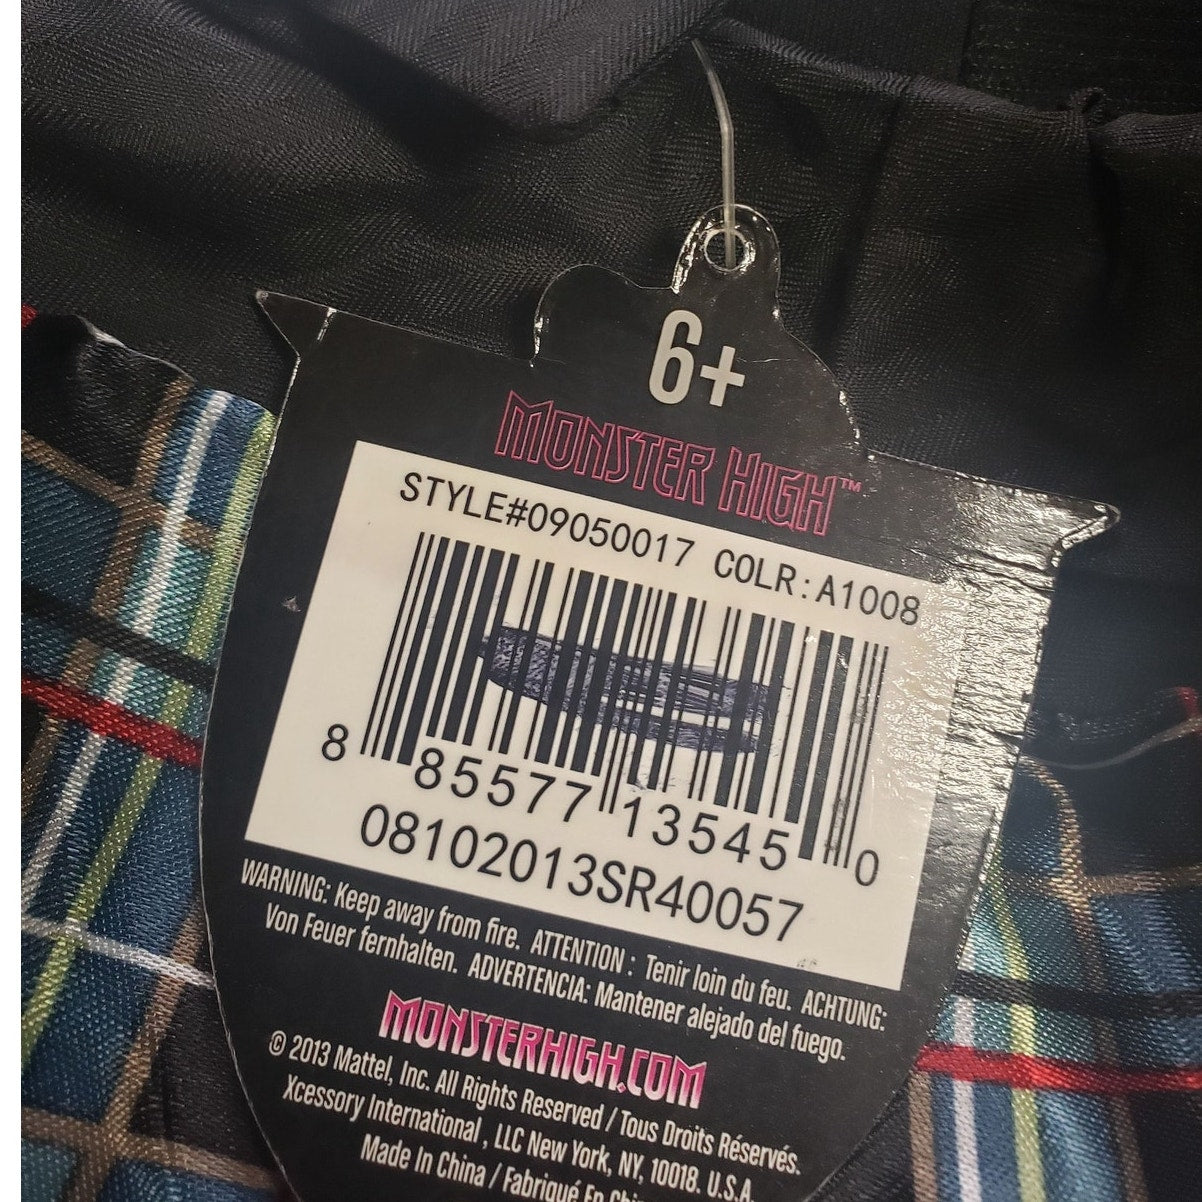 6+
MONSTER HIGH™
STYLE#09050017 COLR:A1008
8 85577 13545 0
08102013SR40057
WARNING: Keep away from fire. ATTENTION : Tenir loin du feu. ACHTUNG:
Von Feuer fernhalten. ADVERTENCIA: Mantener alejado del fuego.
MONSTERHIGH.COM
© 2013 Mattel, Inc. All Rights Reserved / Tous Droits Réservés.
Xcessory International , LLC New York, NY, 10018. U.S.A.
Made In China / Fabriqué En